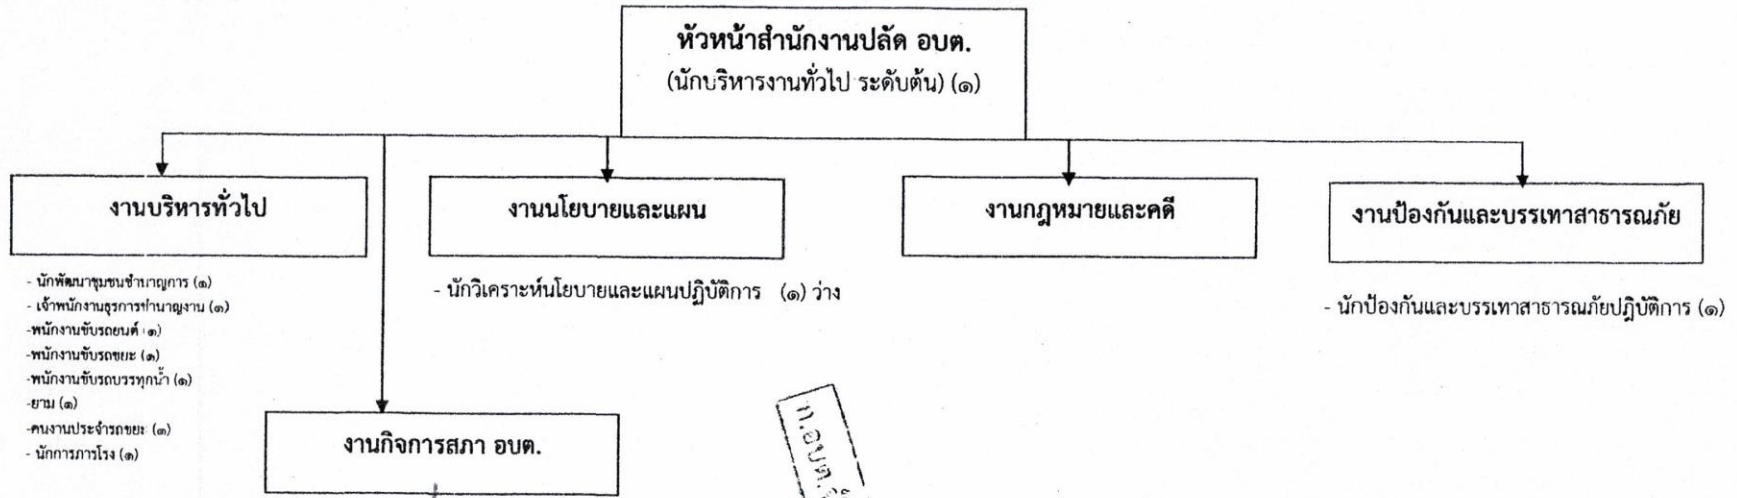 หัวหน้าสำนักงานปลัด อบต.
(นักบริหารงานทั่วไป ระดับต้น) (๑)
งานบริหารทั่วไป
งานนโยบายและแผน
งานกฎหมายและคดี
งานป้องกันและบรรเทาสาธารณภัย
- นักพัฒนาชุมชนชำนาญการ (๑)
- เจ้าพนักงานธุรการชำนาญงาน (๑)
-พนักงานขับรถยนต์ (๑)
-พนักงานขับรถขยะ (๑)
-พนักงานขับรถบรรทุกน้ำ (๑)
-ยาม (๑)
-คนงานประจำรถขยะ (๓)
- นักการภารโรง (๑)
- นักวิเคราะห์นโยบายและแผนปฏิบัติการ (๑) ว่าง
- นักป้องกันและบรรเทาสาธารณภัยปฏิบัติการ (๑)
งานกิจการสภา อบต.
ก.อบต.